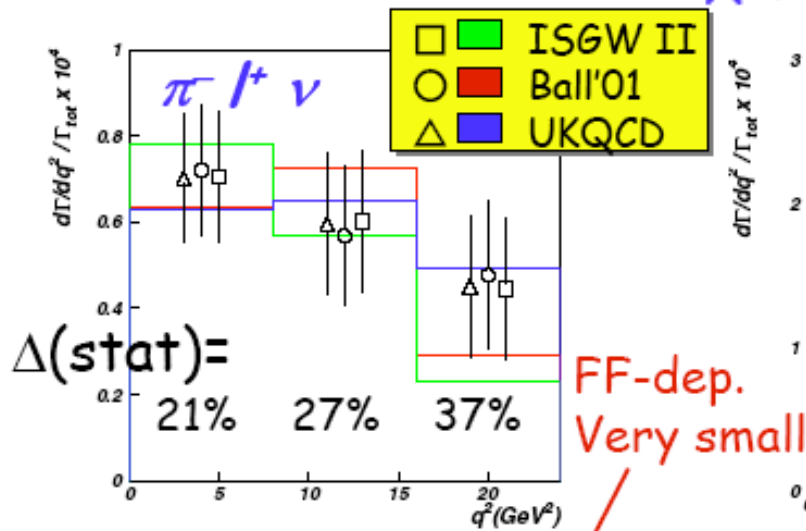 ISGW II
Ball'01
UKQCD
π⁻ l⁺ ν
dΓ/dq² /Γtot x 10⁴
1
0.8
0.6
0.4
0.2
0
Δ(stat)=
21% 27% 37%
0 5 10 15 20
q²(GeV²)
FF-dep.
Very small
dΓ/dq² /Γtot x 10⁴
3
2
1
0